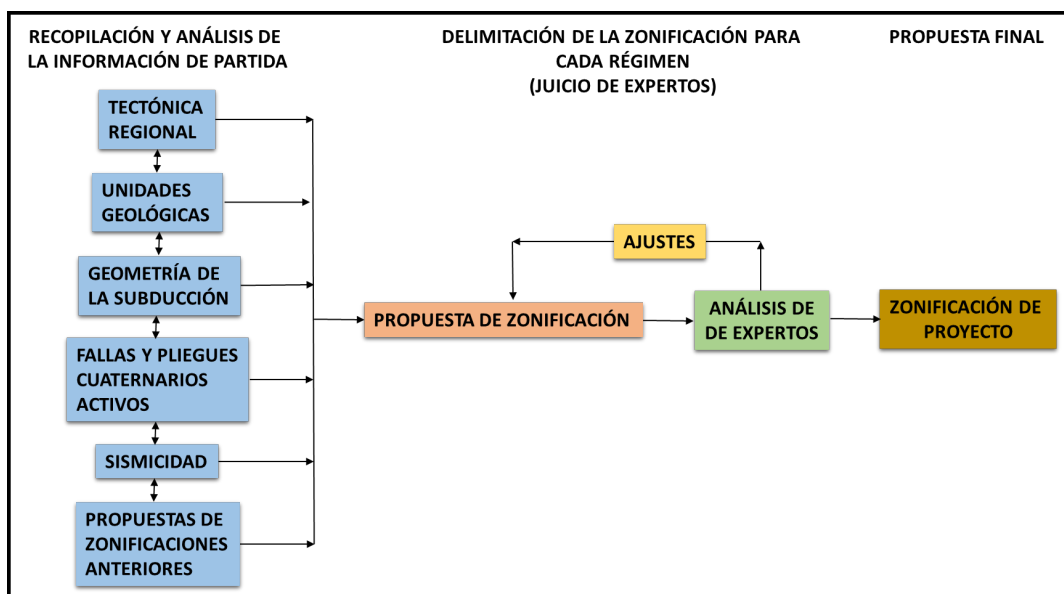 RECOPILACIÓN Y ANÁLISIS DE
LA INFORMACIÓN DE PARTIDA
DELIMITACIÓN DE LA ZONIFICACIÓN PARA
CADA RÉGIMEN
(JUICIO DE EXPERTOS)
PROPUESTA FINAL
TECTÓNICA
REGIONAL
UNIDADES
GEOLÓGICAS
GEOMETRÍA DE
LA SUBDUCCIÓN
FALLAS Y PLIEGUES
CUATERNARIOS
ACTIVOS
SISMICIDAD
PROPUESTAS DE
ZONIFICACIONES
ANTERIORES
PROPUESTA DE ZONIFICACIÓN
AJUSTES
ANÁLISIS DE
DE EXPERTOS
ZONIFICACIÓN DE
PROYECTO